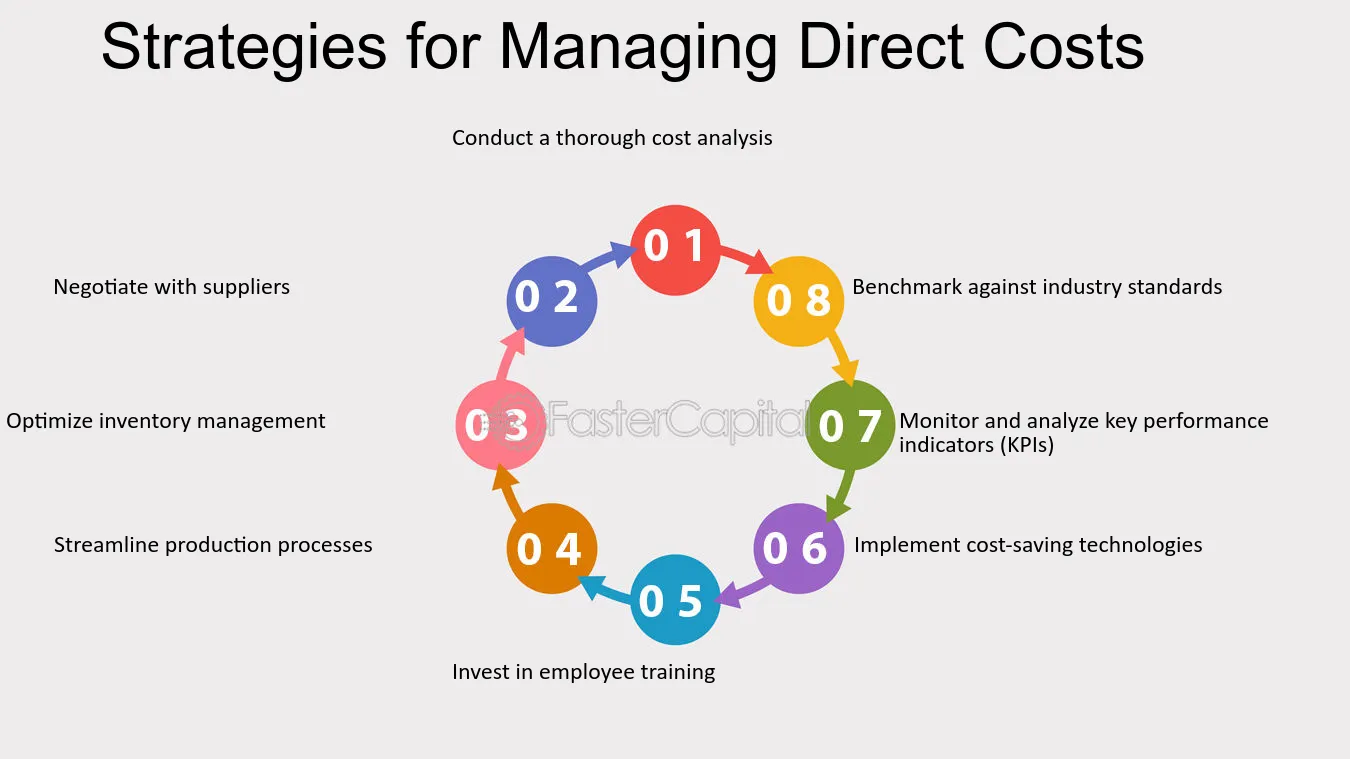 Strategies for Managing Direct Costs
Conduct a thorough cost analysis
0 1
0 2
Negotiate with suppliers
0 8
Benchmark against industry standards
Optimize inventory management
0 3
FasterCapital
0 7
Monitor and analyze key performance
indicators (KPIs)
Streamline production processes
0 4
0 6
Implement cost-saving technologies
0 5
Invest in employee training